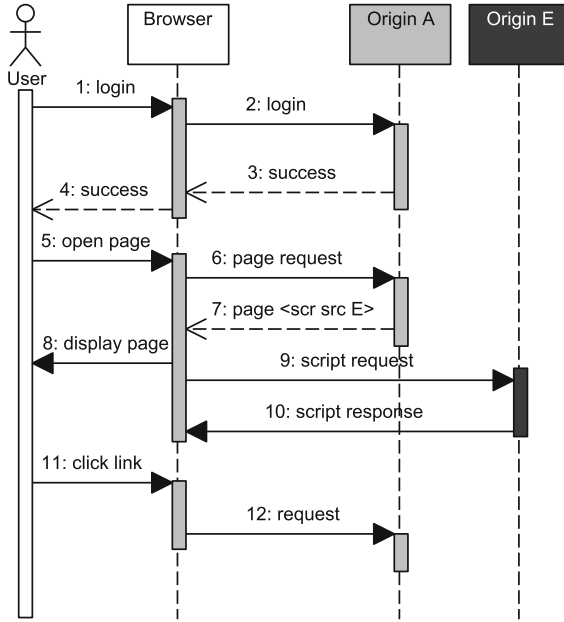 Browser
Origin A
Origin E
User
1: login
2: login
3: success
4: success
5: open page
6: page request
7: page <scr src E>
8: display page
9: script request
10: script response
11: click link
12: request